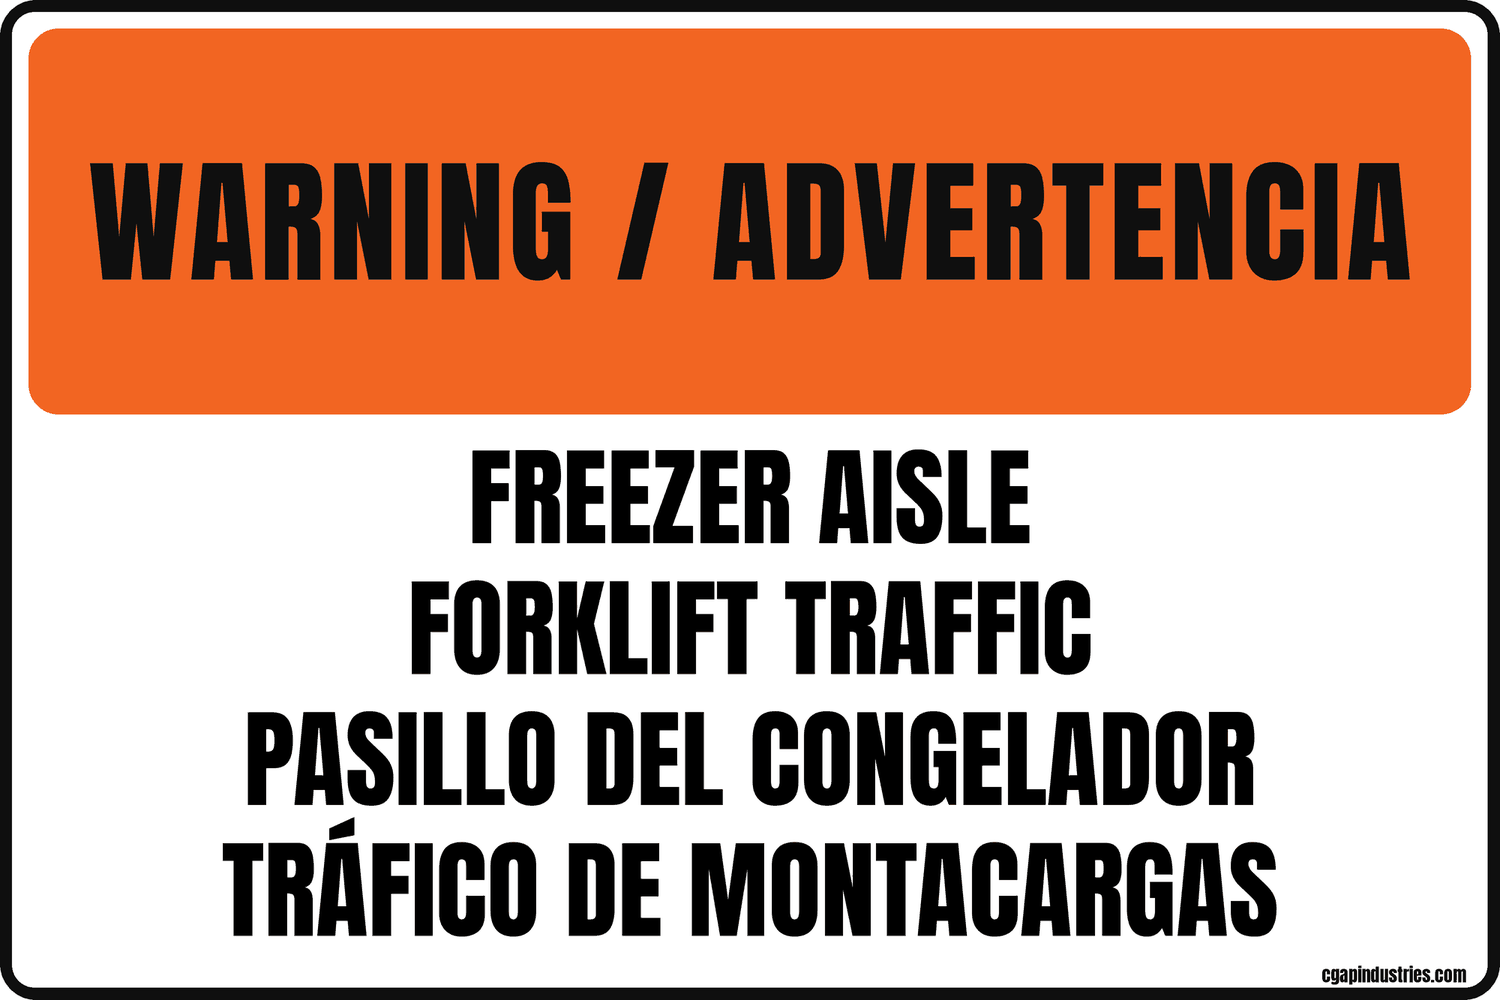 WARNING / ADVERTENCIA
FREEZER AISLE
FORKLIFT TRAFFIC
PASILLO DEL CONGELADOR
TRÁFICO DE MONTACARGAS
cgapindustries.com